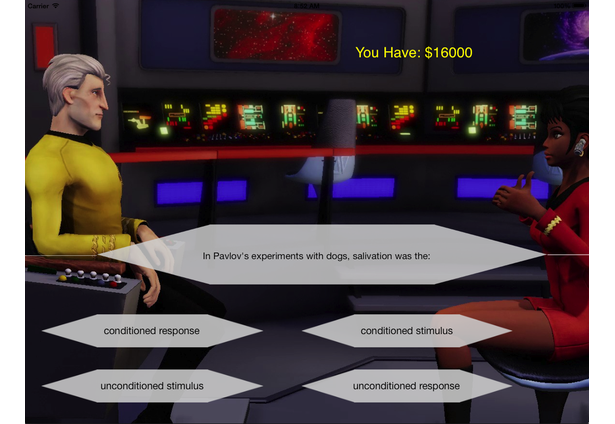 Carrier
You Have: $16000
In Pavlov's experiments with dogs, salivation was the:
conditioned response
conditioned stimulus
unconditioned stimulus
unconditioned response